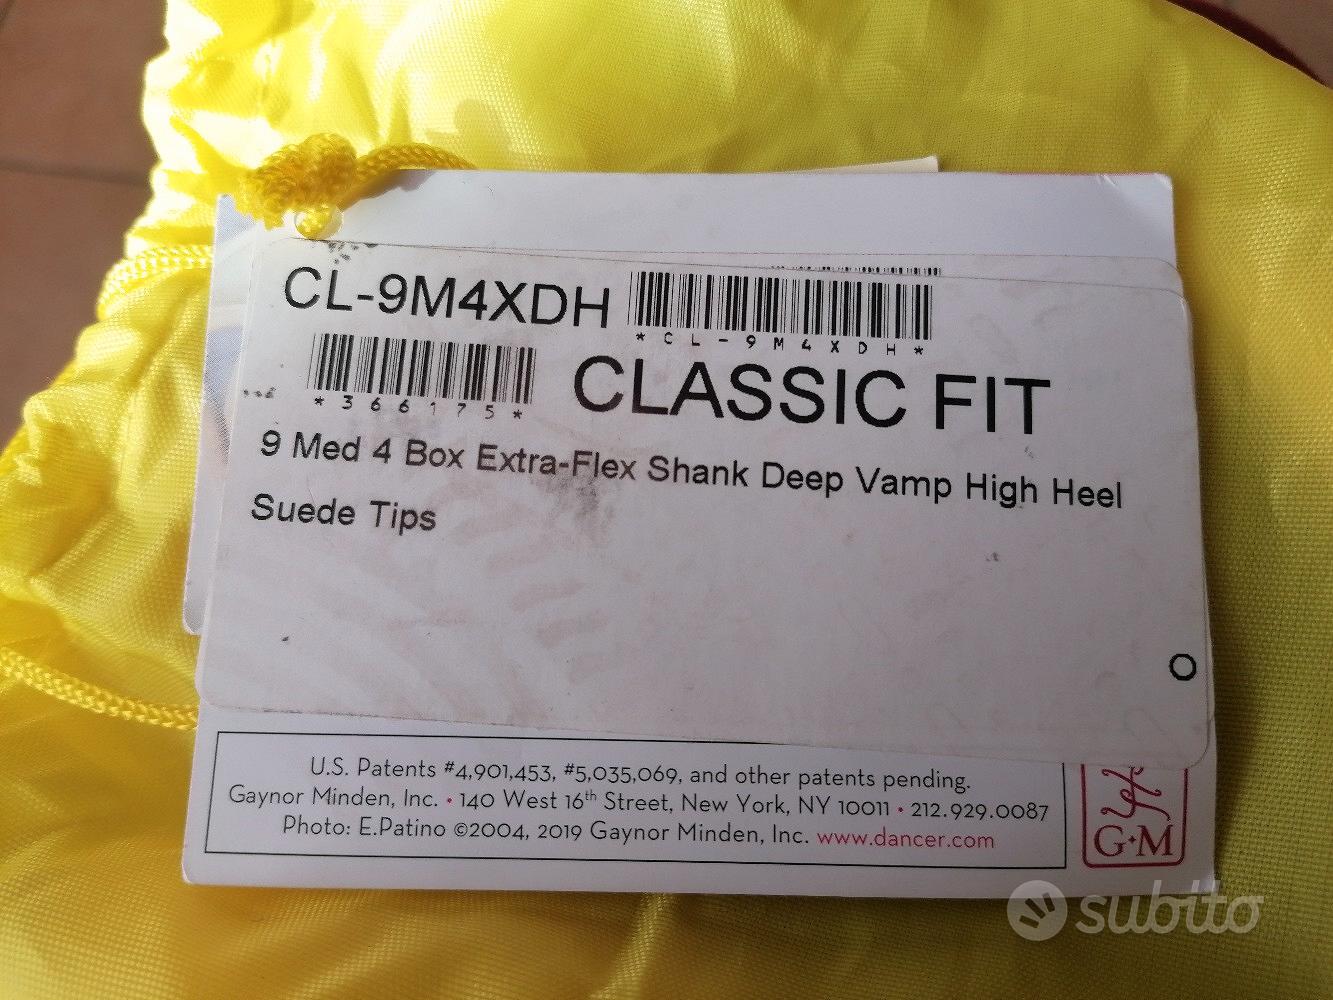 CL-9M4XDH
*CL-9M4XDH*
*366175*
CLASSIC FIT
9 Med 4 Box Extra-Flex Shank Deep Vamp High Heel
Suede Tips
O
U.S. Patents #4,901,453, #5,035,069, and other patents pending.
Gaynor Minden, Inc. • 140 West 16th Street, New York, NY 10011 • 212.929.0087
Photo: E.Patino ©2004, 2019 Gaynor Minden, Inc. www.dancer.com
G✦M
subito